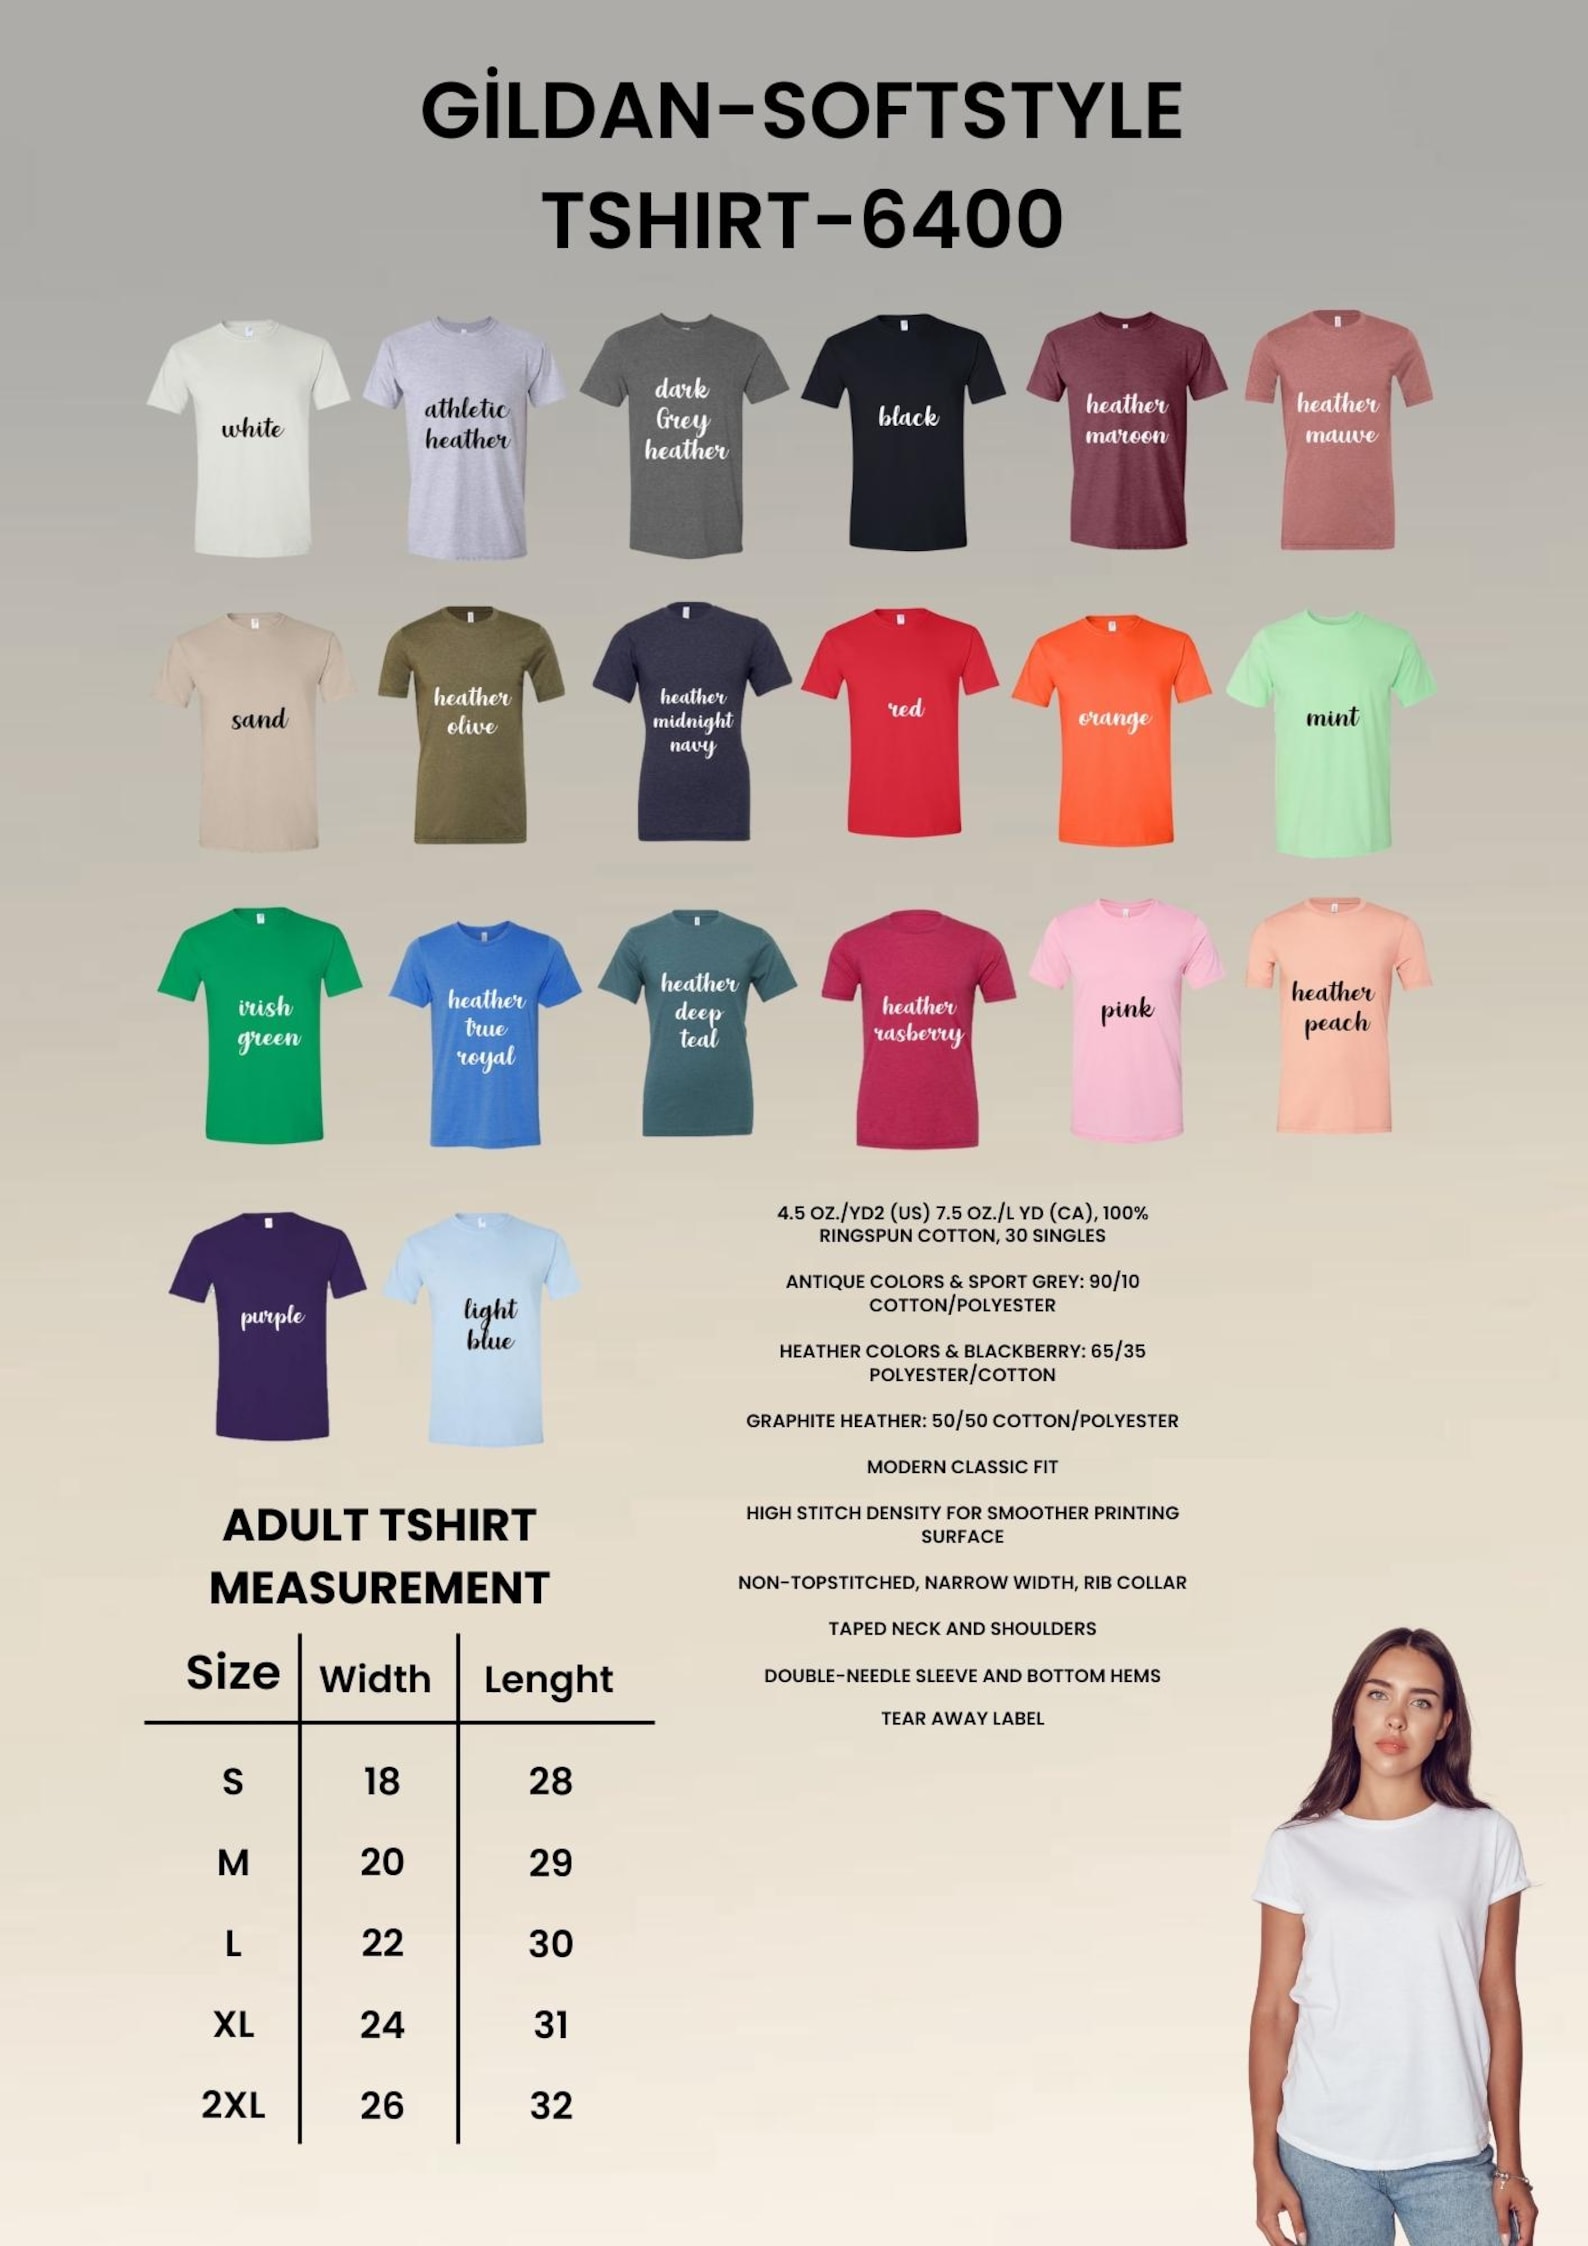 GİLDAN-SOFTSTYLE
TSHIRT-6400
white
athletic
heather
dark
Grey
heather
black
heather
maroon
heather
mauve
sand
heather
olive
heather
midnight
navy
red
orange
mint
irish
green
heather
true
royal
heather
deep
teal
heather
rasberry
pink
heather
peach
purple
light
blue
4.5 OZ./YD2 (US) 7.5 OZ./L YD (CA), 100%
RINGSPUN COTTON, 30 SINGLES
ANTIQUE COLORS & SPORT GREY: 90/10
COTTON/POLYESTER
HEATHER COLORS & BLACKBERRY: 65/35
POLYESTER/COTTON
GRAPHITE HEATHER: 50/50 COTTON/POLYESTER
MODERN CLASSIC FIT
HIGH STITCH DENSITY FOR SMOOTHER PRINTING
SURFACE
NON-TOPSTITCHED, NARROW WIDTH, RIB COLLAR
TAPED NECK AND SHOULDERS
DOUBLE-NEEDLE SLEEVE AND BOTTOM HEMS
TEAR AWAY LABEL
ADULT TSHIRT
MEASUREMENT
Size Width Lenght
S 18 28
M 20 29
L 22 30
XL 24 31
2XL 26 32